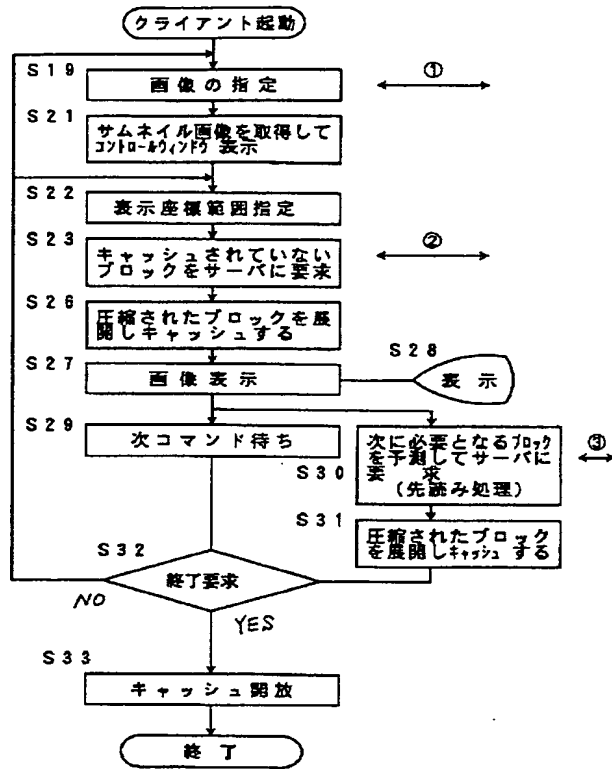 クライアント起動
S19
画像の指定
①
S21
サムネイル画像を取得して
コントロールウィンドウ 表示
S22
表示座標範囲指定
S23
キャッシュされていない
ブロックをサーバに要求
②
S26
圧縮されたブロックを展
開しキャッシュする
S27
画像表示
S28
表示
S29
次コマンド待ち
次に必要となるブロック
を予測してサーバに
要 求
(先読み処理)
③
S30
S31
圧縮されたブロック
を展開しキャッシュする
S32
終了要求
NO
YES
S33
キャッシュ開放
終了